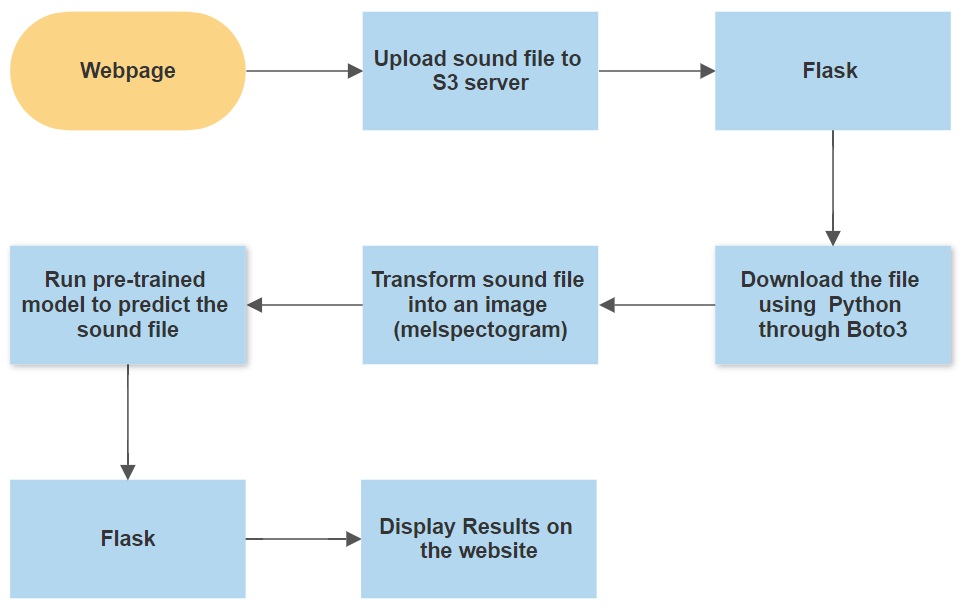 Webpage
Upload sound file to
S3 server
Flask
Run pre-trained
model to predict the
sound file
Transform sound file
into an image
(melspectogram)
Download the file
using  Python
through Boto3
Flask
Display Results on
the website